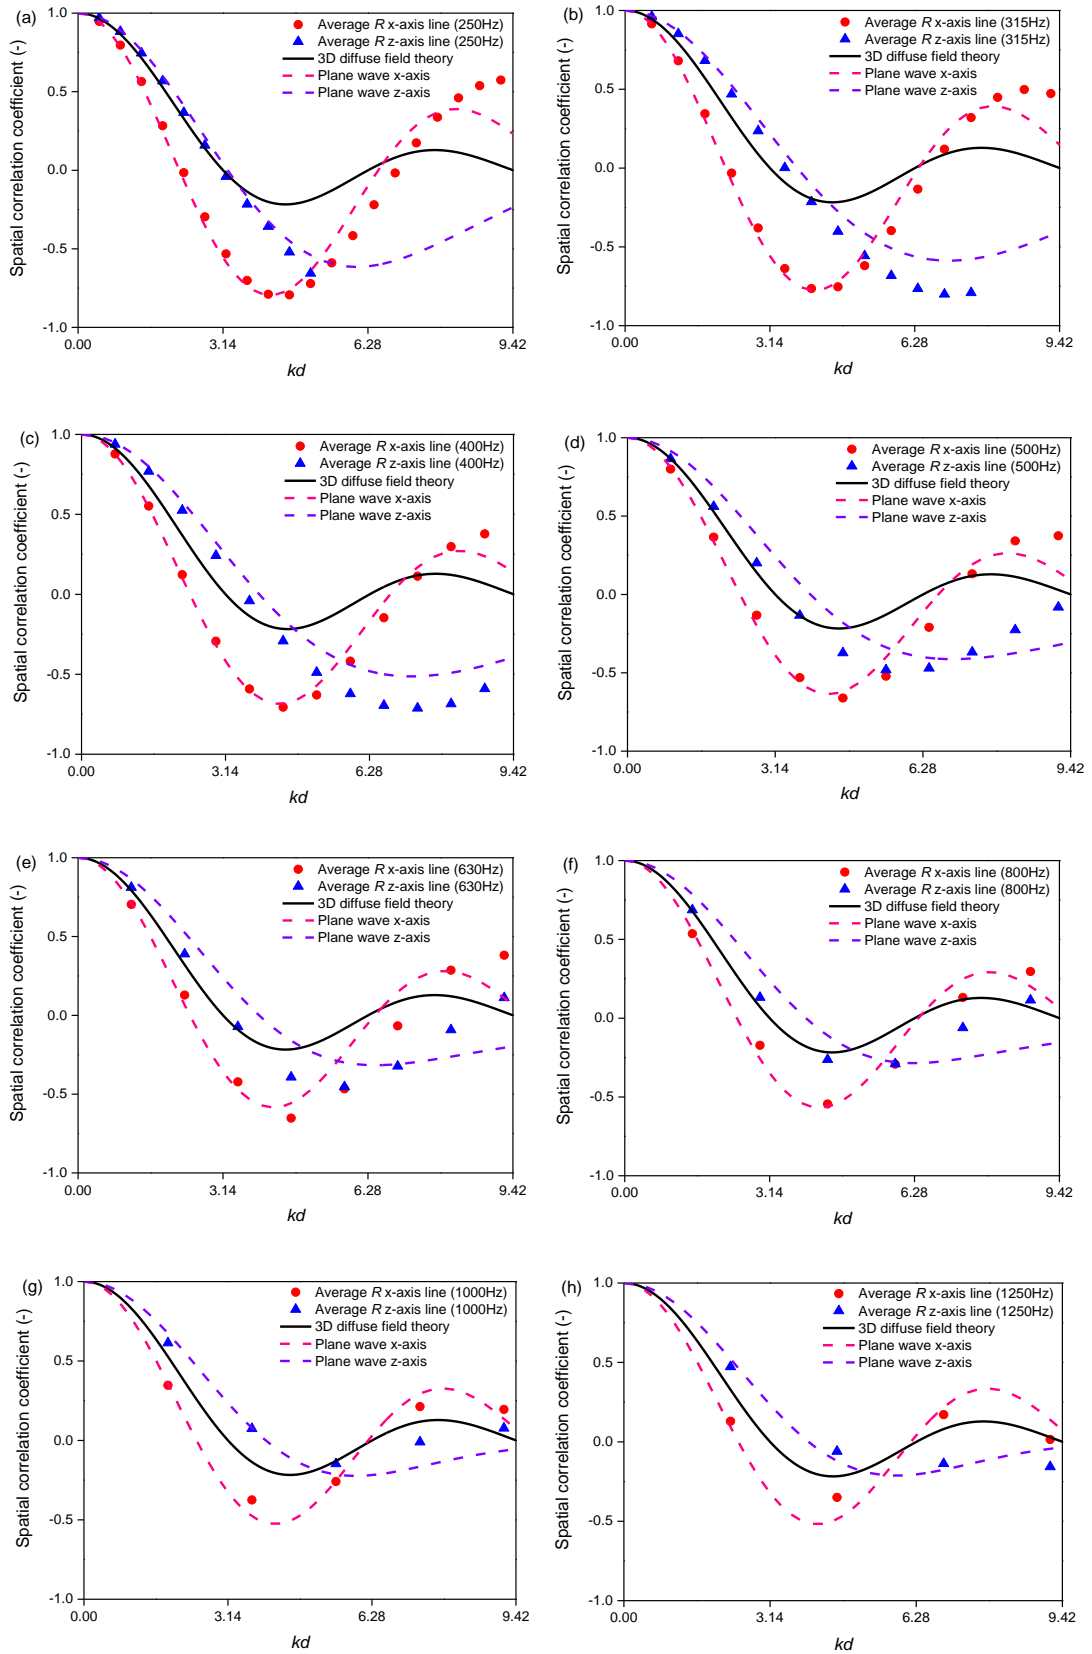 (a)
Average R x-axis line (250Hz)
Average R z-axis line (250Hz)
3D diffuse field theory
Plane wave x-axis
Plane wave z-axis
Spatial correlation coefficient (-)
1.0
0.5
0.0
-0.5
-1.0
0.00
3.14
6.28
9.42
kd
(b)
Average R x-axis line (315Hz)
Average R z-axis line (315Hz)
3D diffuse field theory
Plane wave x-axis
Plane wave z-axis
Spatial correlation coefficient (-)
1.0
0.5
0.0
-0.5
-1.0
0.00
3.14
6.28
9.42
kd
(c)
Average R x-axis line (400Hz)
Average R z-axis line (400Hz)
3D diffuse field theory
Plane wave x-axis
Plane wave z-axis
Spatial correlation coefficient (-)
1.0
0.5
0.0
-0.5
-1.0
0.00
3.14
6.28
9.42
kd
(d)
Average R x-axis line (500Hz)
Average R z-axis line (500Hz)
3D diffuse field theory
Plane wave x-axis
Plane wave z-axis
Spatial correlation coefficient (-)
1.0
0.5
0.0
-0.5
-1.0
0.00
3.14
6.28
9.42
kd
(e)
Average R x-axis line (630Hz)
Average R z-axis line (630Hz)
3D diffuse field theory
Plane wave x-axis
Plane wave z-axis
Spatial correlation coefficient (-)
1.0
0.5
0.0
-0.5
-1.0
0.00
3.14
6.28
9.42
kd
(f)
Average R x-axis line (800Hz)
Average R z-axis line (800Hz)
3D diffuse field theory
Plane wave x-axis
Plane wave z-axis
Spatial correlation coefficient (-)
1.0
0.5
0.0
-0.5
-1.0
0.00
3.14
6.28
9.42
kd
(g)
Average R x-axis line (1000Hz)
Average R z-axis line (1000Hz)
3D diffuse field theory
Plane wave x-axis
Plane wave z-axis
Spatial correlation coefficient (-)
1.0
0.5
0.0
-0.5
-1.0
0.00
3.14
6.28
9.42
kd
(h)
Average R x-axis line (1250Hz)
Average R z-axis line (1250Hz)
3D diffuse field theory
Plane wave x-axis
Plane wave z-axis
Spatial correlation coefficient (-)
1.0
0.5
0.0
-0.5
-1.0
0.00
3.14
6.28
9.42
kd